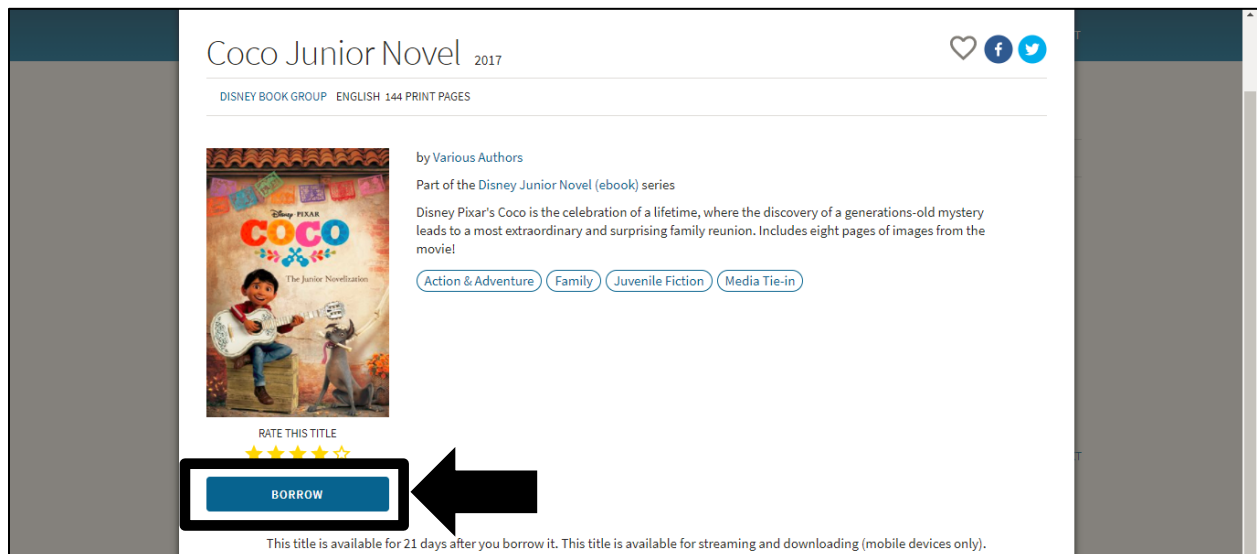 Coco Junior Novel 2017
DISNEY BOOK GROUP ENGLISH 144 PRINT PAGES
by Various Authors
Part of the Disney Junior Novel (ebook) series
Disney Pixar's Coco is the celebration of a lifetime, where the discovery of a generations-old mystery
leads to a most extraordinary and surprising family reunion. Includes eight pages of images from the
movie!
Action & Adventure Family Juvenile Fiction Media Tie-in
Disney PIXAR
COCO
The Junior Novelization
RATE THIS TITLE
BORROW
This title is available for 21 days after you borrow it. This title is available for streaming and downloading (mobile devices only).